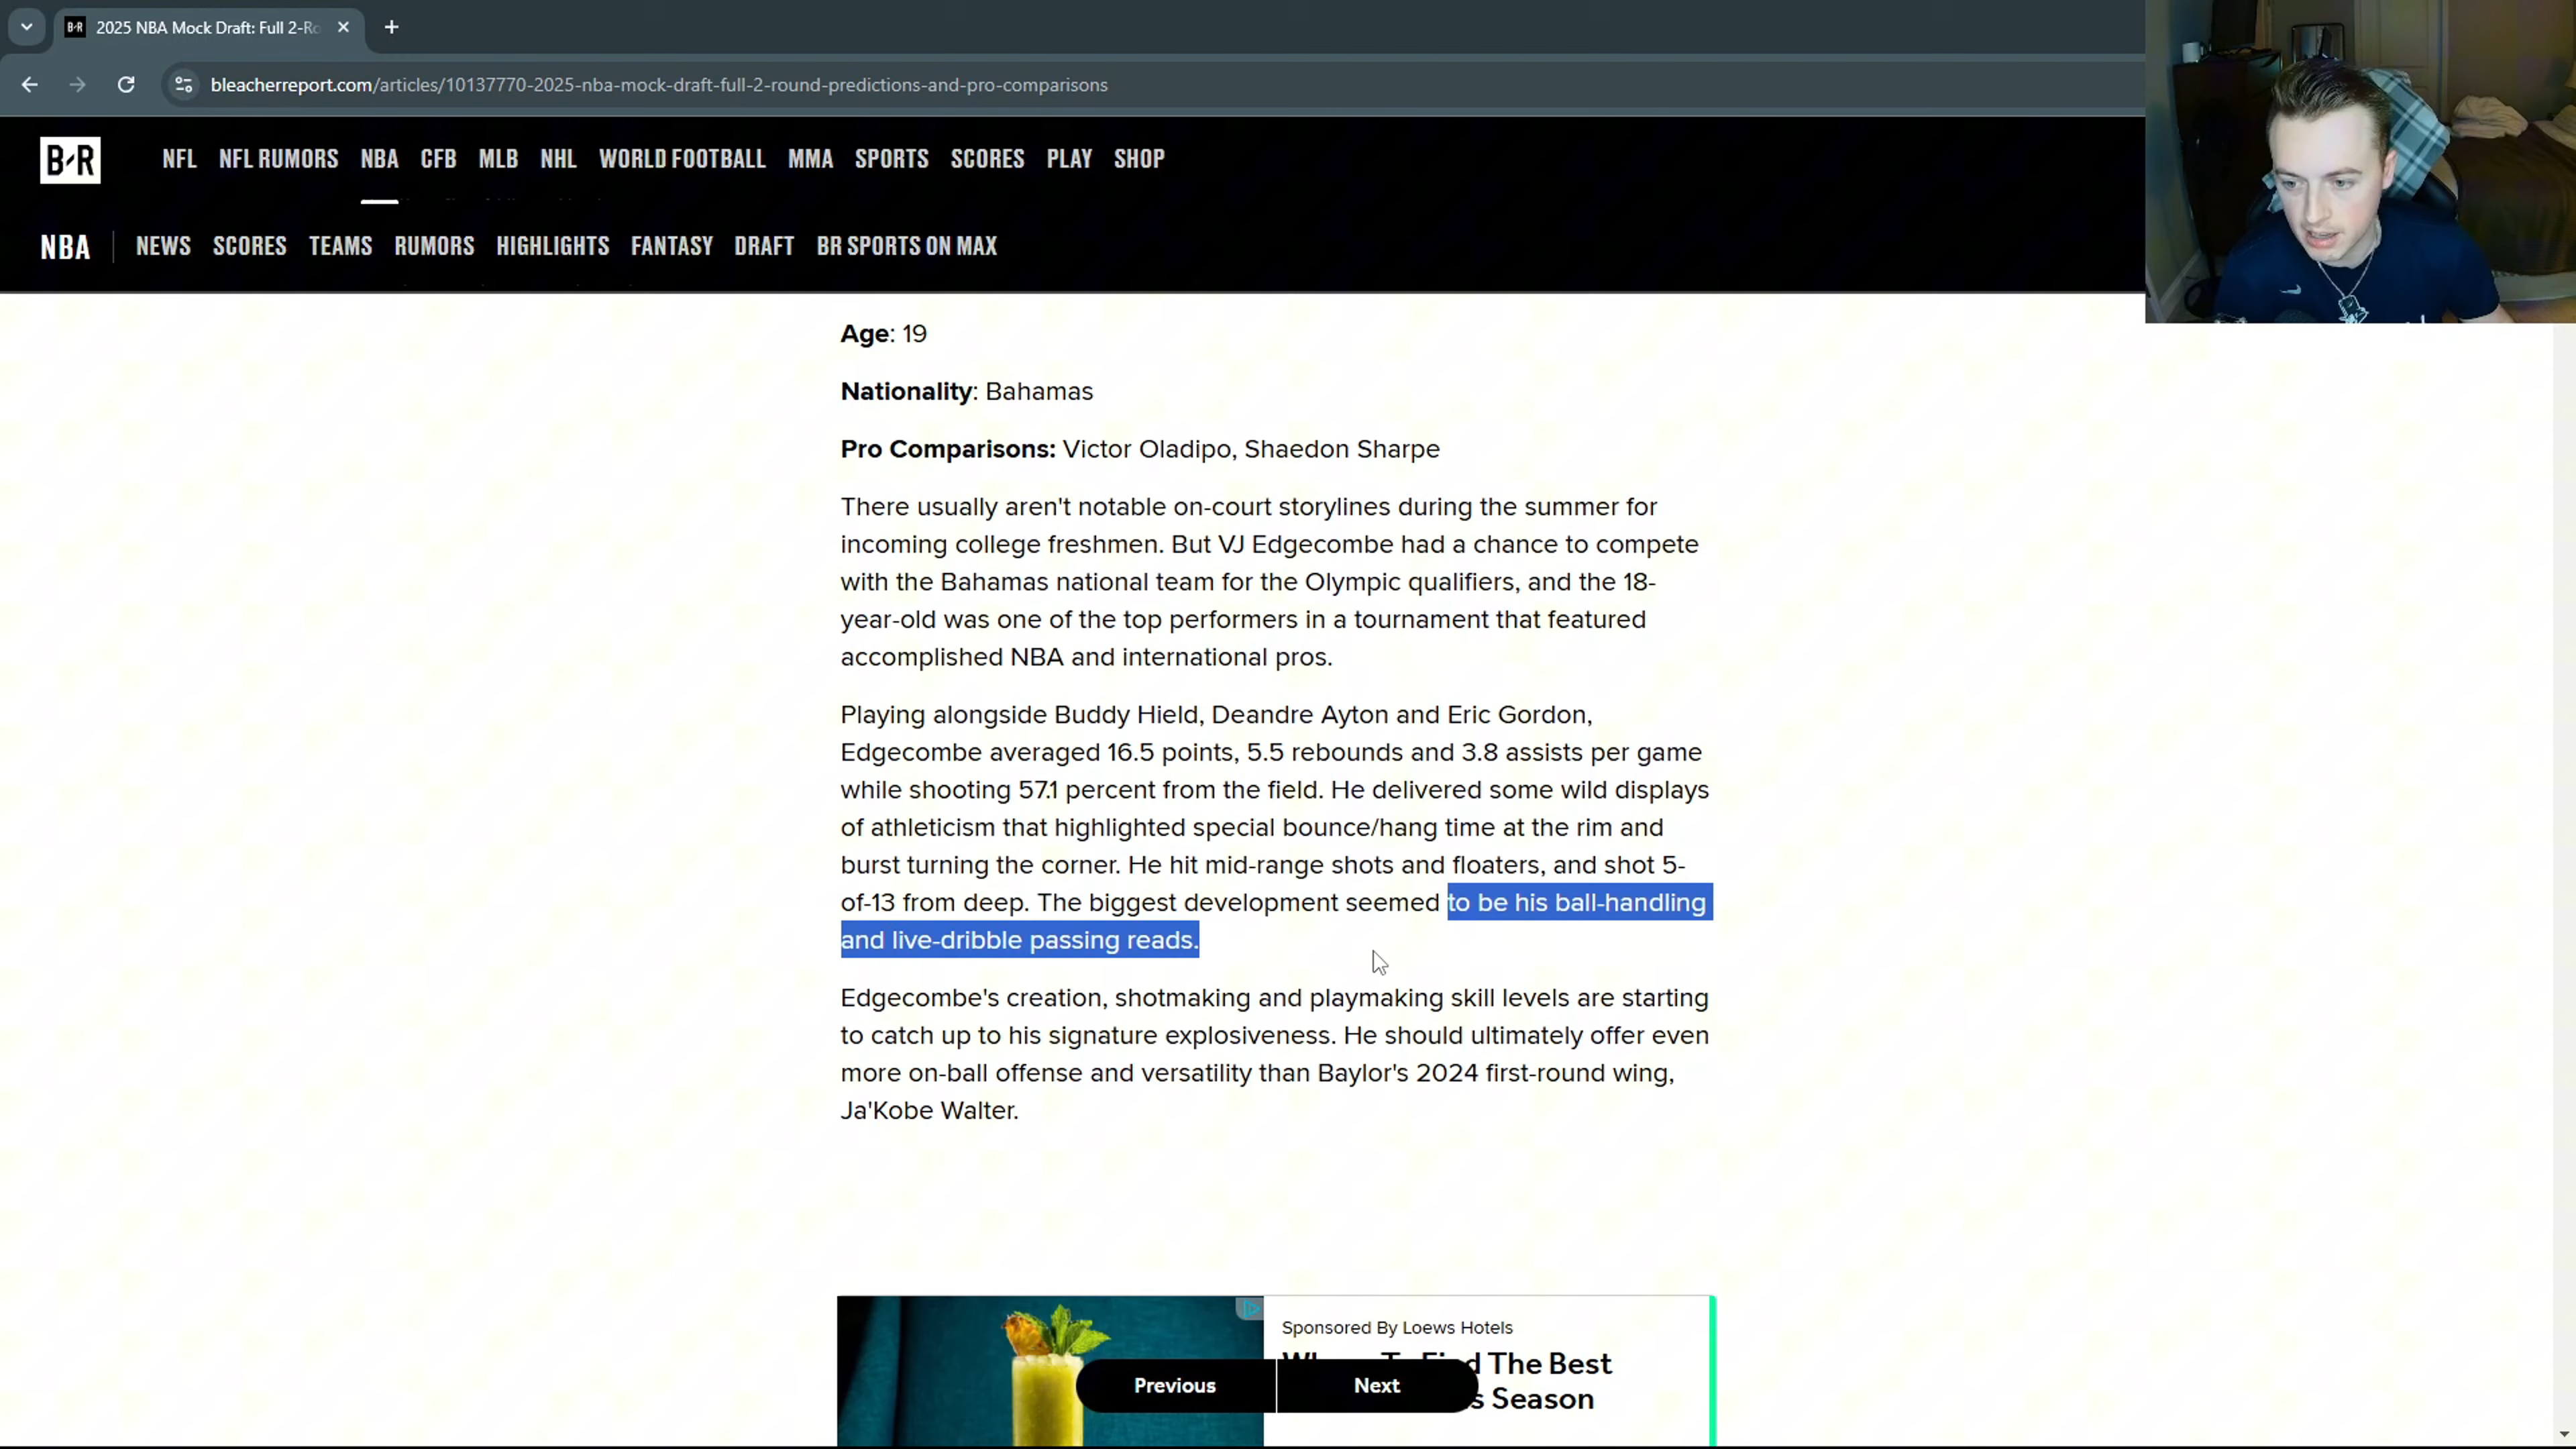 B/R 2025 NBA Mock Draft: Full 2-Ro
bleacherreport.com/articles/10137770-2025-nba-mock-draft-full-2-round-predictions-and-pro-comparisons
B/R NFL NFL RUMORS NBA CFB MLB NHL WORLD FOOTBALL MMA SPORTS SCORES PLAY SHOP
NBA NEWS SCORES TEAMS RUMORS HIGHLIGHTS FANTASY DRAFT BR SPORTS ON MAX
Age: 19
Nationality: Bahamas
Pro Comparisons: Victor Oladipo, Shaedon Sharpe
There usually aren't notable on-court storylines during the summer for
incoming college freshmen. But VJ Edgecombe had a chance to compete
with the Bahamas national team for the Olympic qualifiers, and the 18-
year-old was one of the top performers in a tournament that featured
accomplished NBA and international pros.
Playing alongside Buddy Hield, Deandre Ayton and Eric Gordon,
Edgecombe averaged 16.5 points, 5.5 rebounds and 3.8 assists per game
while shooting 57.1 percent from the field. He delivered some wild displays
of athleticism that highlighted special bounce/hang time at the rim and
burst turning the corner. He hit mid-range shots and floaters, and shot 5-
of-13 from deep. The biggest development seemed to be his ball-handling
and live-dribble passing reads.
Edgecombe's creation, shotmaking and playmaking skill levels are starting
to catch up to his signature explosiveness. He should ultimately offer even
more on-ball offense and versatility than Baylor's 2024 first-round wing,
Ja'Kobe Walter.
Sponsored By Loews Hotels
The Best
Season
Previous Next